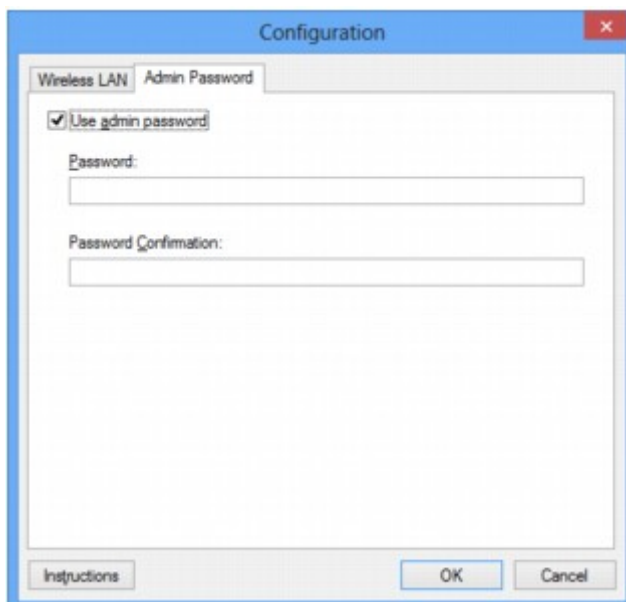 Configuration
Wireless LAN Admin Password
Use admin password
Password:
Password Confirmation:
Instructions OK Cancel